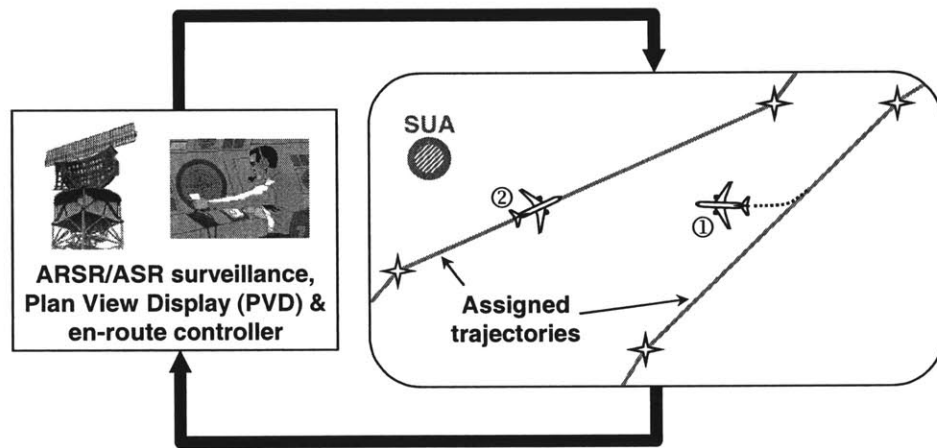 ARSR/ASR surveillance,
Plan View Display (PVD) &
en-route controller
SUA
②
①
Assigned
trajectories